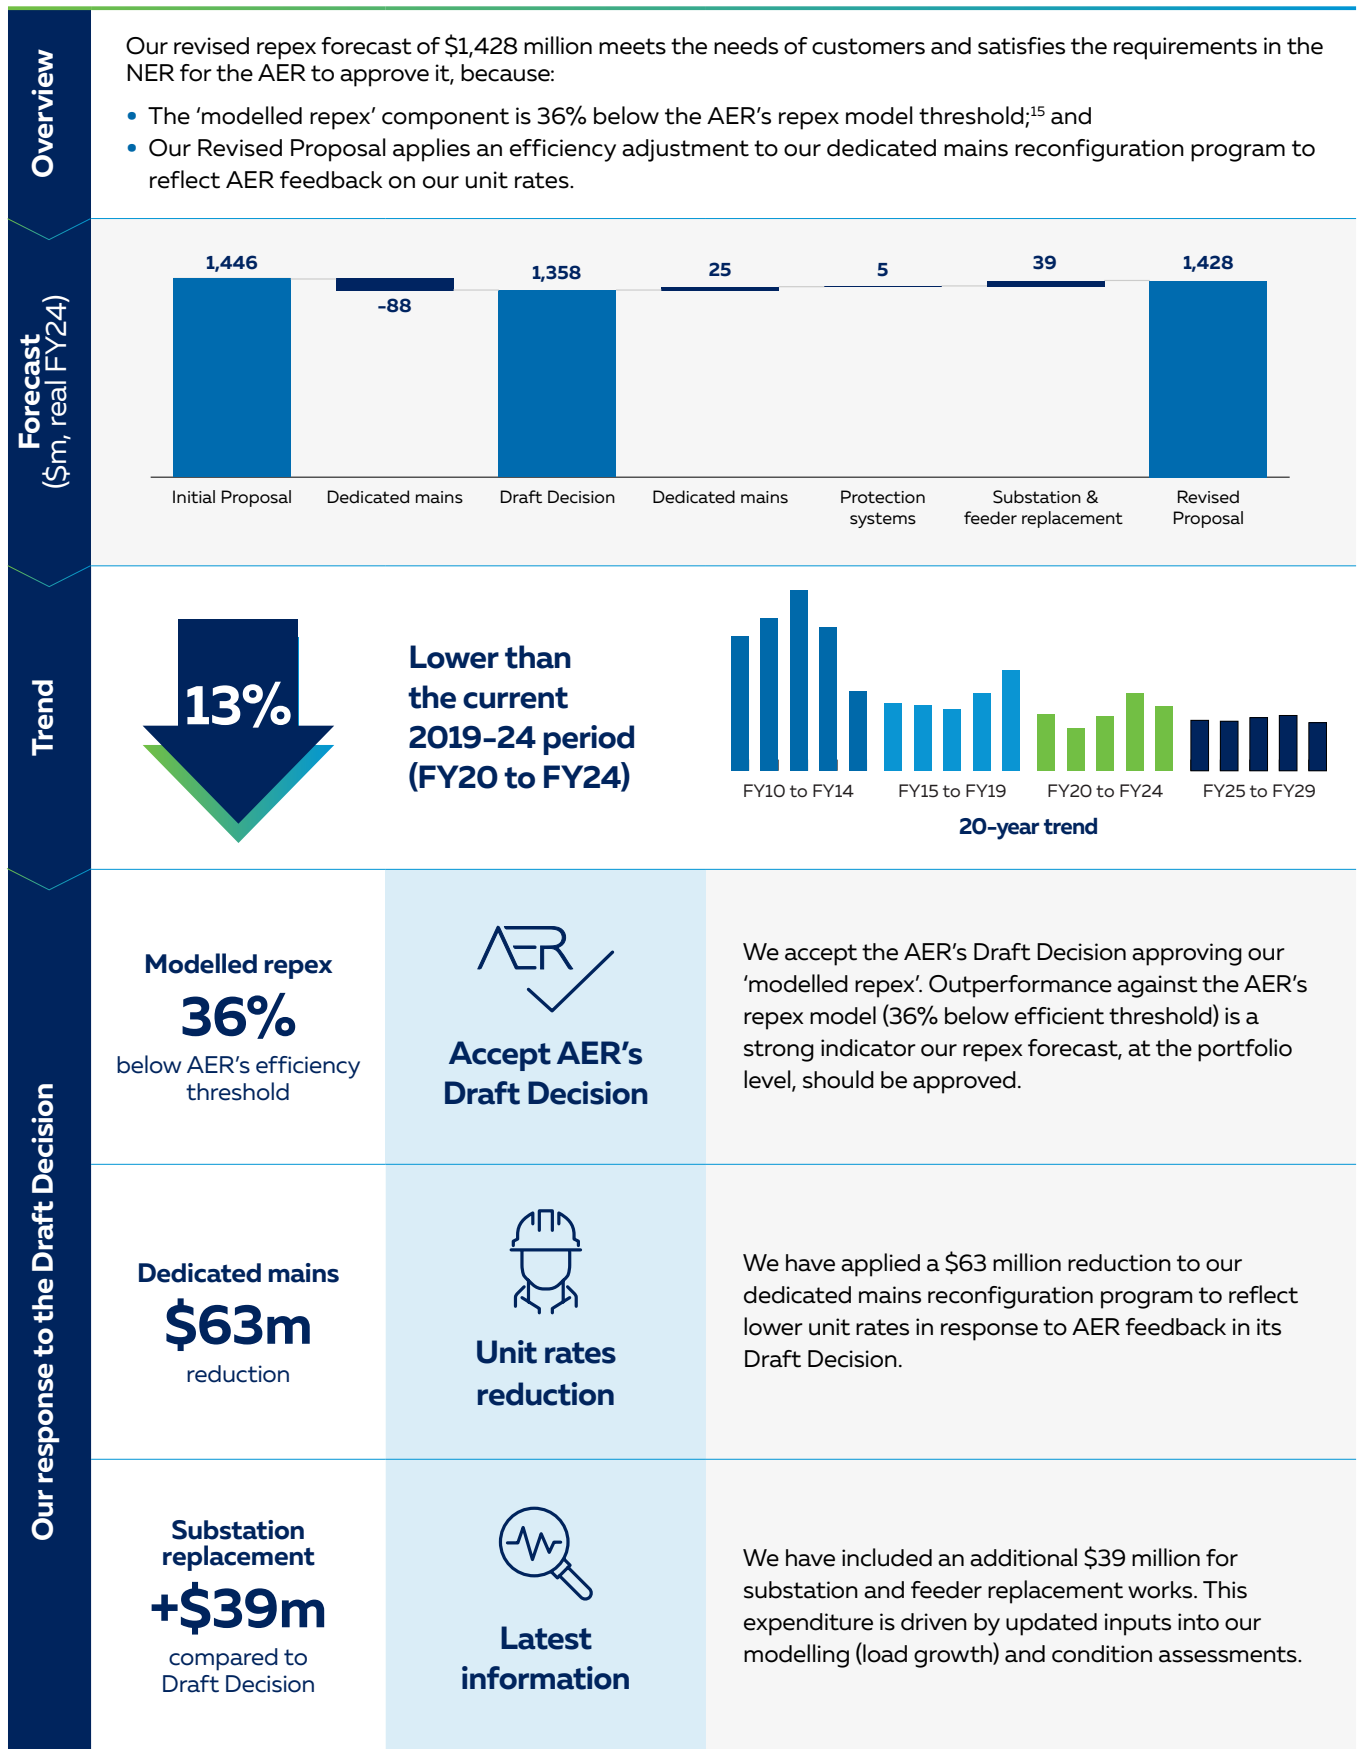 Overview
Our revised repex forecast of $1,428 million meets the needs of customers and satisfies the requirements in the
NER for the AER to approve it, because:
• The ‘modelled repex’ component is 36% below the AER’s repex model threshold;15 and
• Our Revised Proposal applies an efficiency adjustment to our dedicated mains reconfiguration program to
reflect AER feedback on our unit rates.
Forecast
($m, real FY24)
1,446
-88
1,358
25
5
39
1,428
Initial Proposal
Dedicated mains
Draft Decision
Dedicated mains
Protection
systems
Substation &
feeder replacement
Revised
Proposal
Trend
13%
Lower than
the current
2019-24 period
(FY20 to FY24)
FY10 to FY14
FY15 to FY19
FY20 to FY24
FY25 to FY29
20-year trend
Our response to the Draft Decision
Modelled repex
36%
below AER’s efficiency
threshold
AER
Accept AER’s
Draft Decision
We accept the AER’s Draft Decision approving our
‘modelled repex’. Outperformance against the AER’s
repex model (36% below efficient threshold) is a
strong indicator our repex forecast, at the portfolio
level, should be approved.
Dedicated mains
$63m
reduction
Unit rates
reduction
We have applied a $63 million reduction to our
dedicated mains reconfiguration program to reflect
lower unit rates in response to AER feedback in its
Draft Decision.
Substation
replacement
+$39m
compared to
Draft Decision
Latest
information
We have included an additional $39 million for
substation and feeder replacement works. This
expenditure is driven by updated inputs into our
modelling (load growth) and condition assessments.